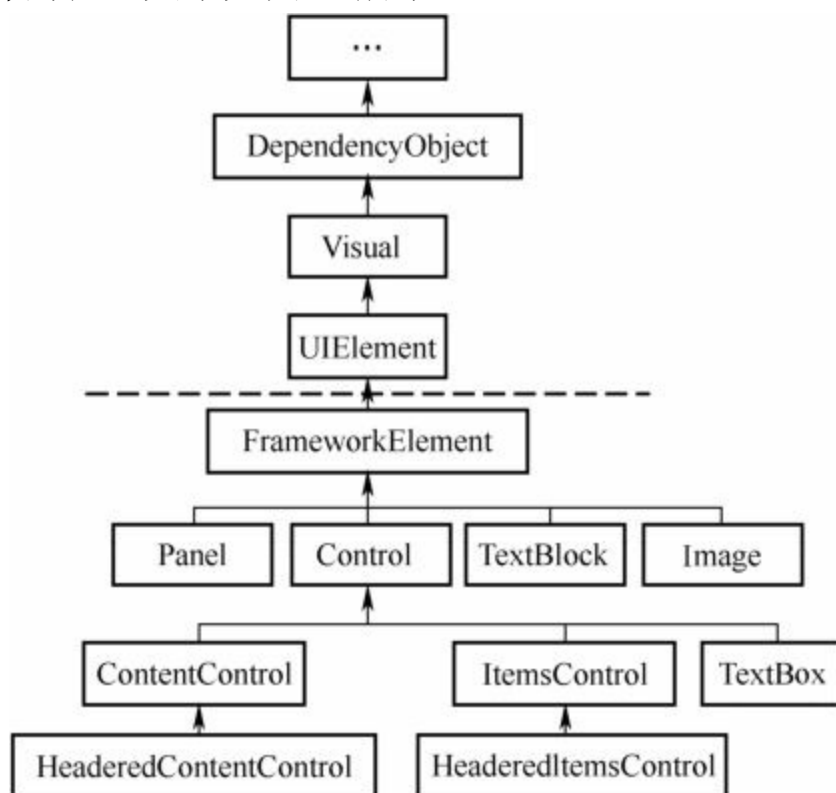 ...
DependencyObject
Visual
UIElement
FrameworkElement
Panel
Control
TextBlock
Image
ContentControl
ItemsControl
TextBox
HeaderedContentControl
HeaderedItemsControl